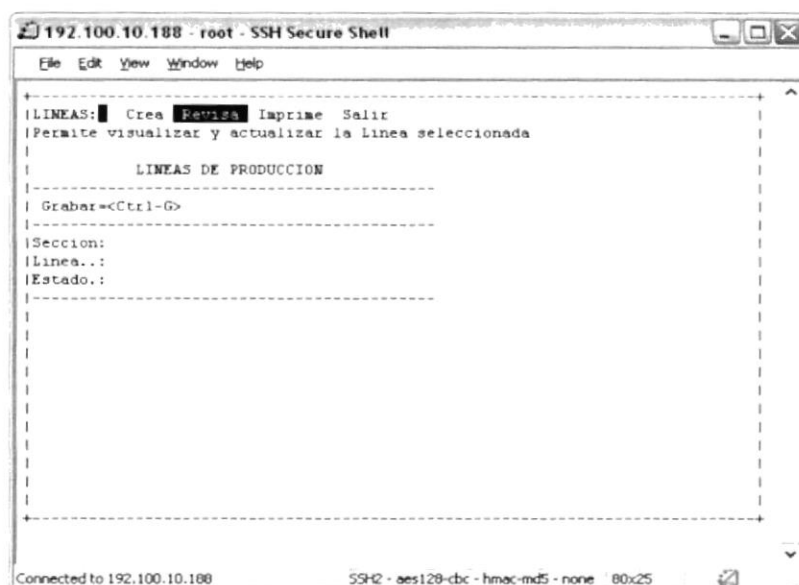 192.100.10.188 - root - SSH Secure Shell
File Edit View Window Help
LINEAS: Crea Revisa Imprime Salir
Permite visualizar y actualizar la Linea seleccionada
LINEAS DE PRODUCCION
Grabar=<Ctrl-G>
Seccion:
Linea..:
Estado.:
Connected to 192.100.10.188 SSH2 - aes128-cbc - hmac-md5 - none 80x25